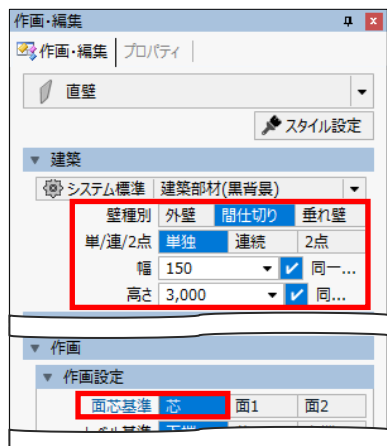 作画・編集
作画・編集 プロパティ
直壁
スタイル設定
建築
システム標準 建築部材(黒背景)
壁種別 外壁 間仕切り 垂れ壁
単/連/2点 単独 連続 2点
幅 150 同一...
高さ 3,000 同...
作画
作画設定
面芯基準 芯 面1 面2